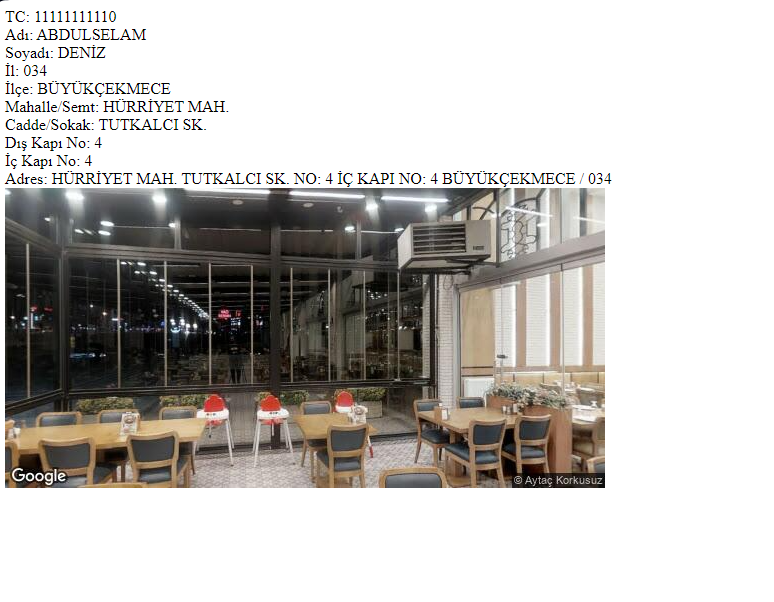 TC: 11111111110
Adı: ABDULSELAM
Soyadı: DENİZ
İl: 034
İlçe: BÜYÜKÇEKMECE
Mahalle/Semt: HÜRRİYET MAH.
Cadde/Sokak: TUTKALCI SK.
Dış Kapı No: 4
İç Kapı No: 4
Adres: HÜRRİYET MAH. TUTKALCI SK. NO: 4 İÇ KAPI NO: 4 BÜYÜKÇEKMECE / 034
Google
© Aytaç Korkusuz